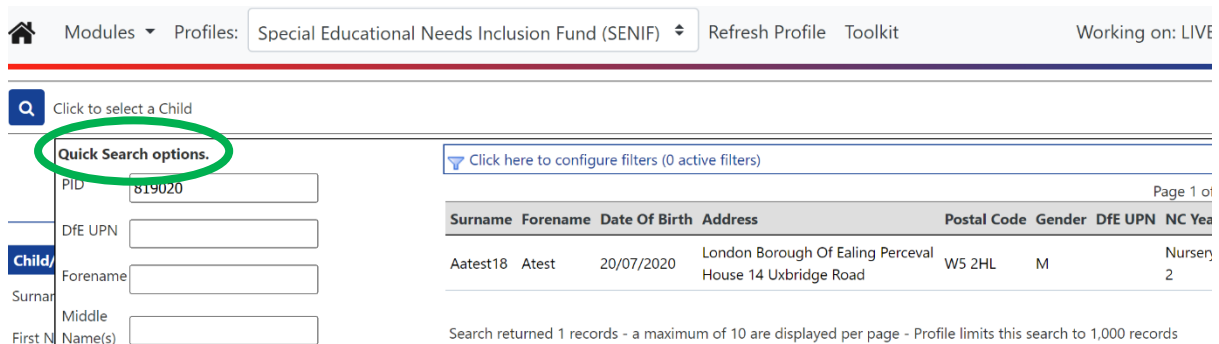 Modules Profiles: Special Educational Needs Inclusion Fund (SENIF) Refresh Profile Toolkit Working on: LIVE
Click to select a Child
Quick Search options.
PID 819020
DfE UPN
Forename
Middle
Name(s)
Child/
Surnar
First N
Click here to configure filters (0 active filters)
Page 1 of
Surname Forename Date Of Birth Address Postal Code Gender DfE UPN NC Yea
Aatest18 Atest 20/07/2020 London Borough Of Ealing Perceval W5 2HL M Nursery
House 14 Uxbridge Road 2
Search returned 1 records - a maximum of 10 are displayed per page - Profile limits this search to 1,000 records